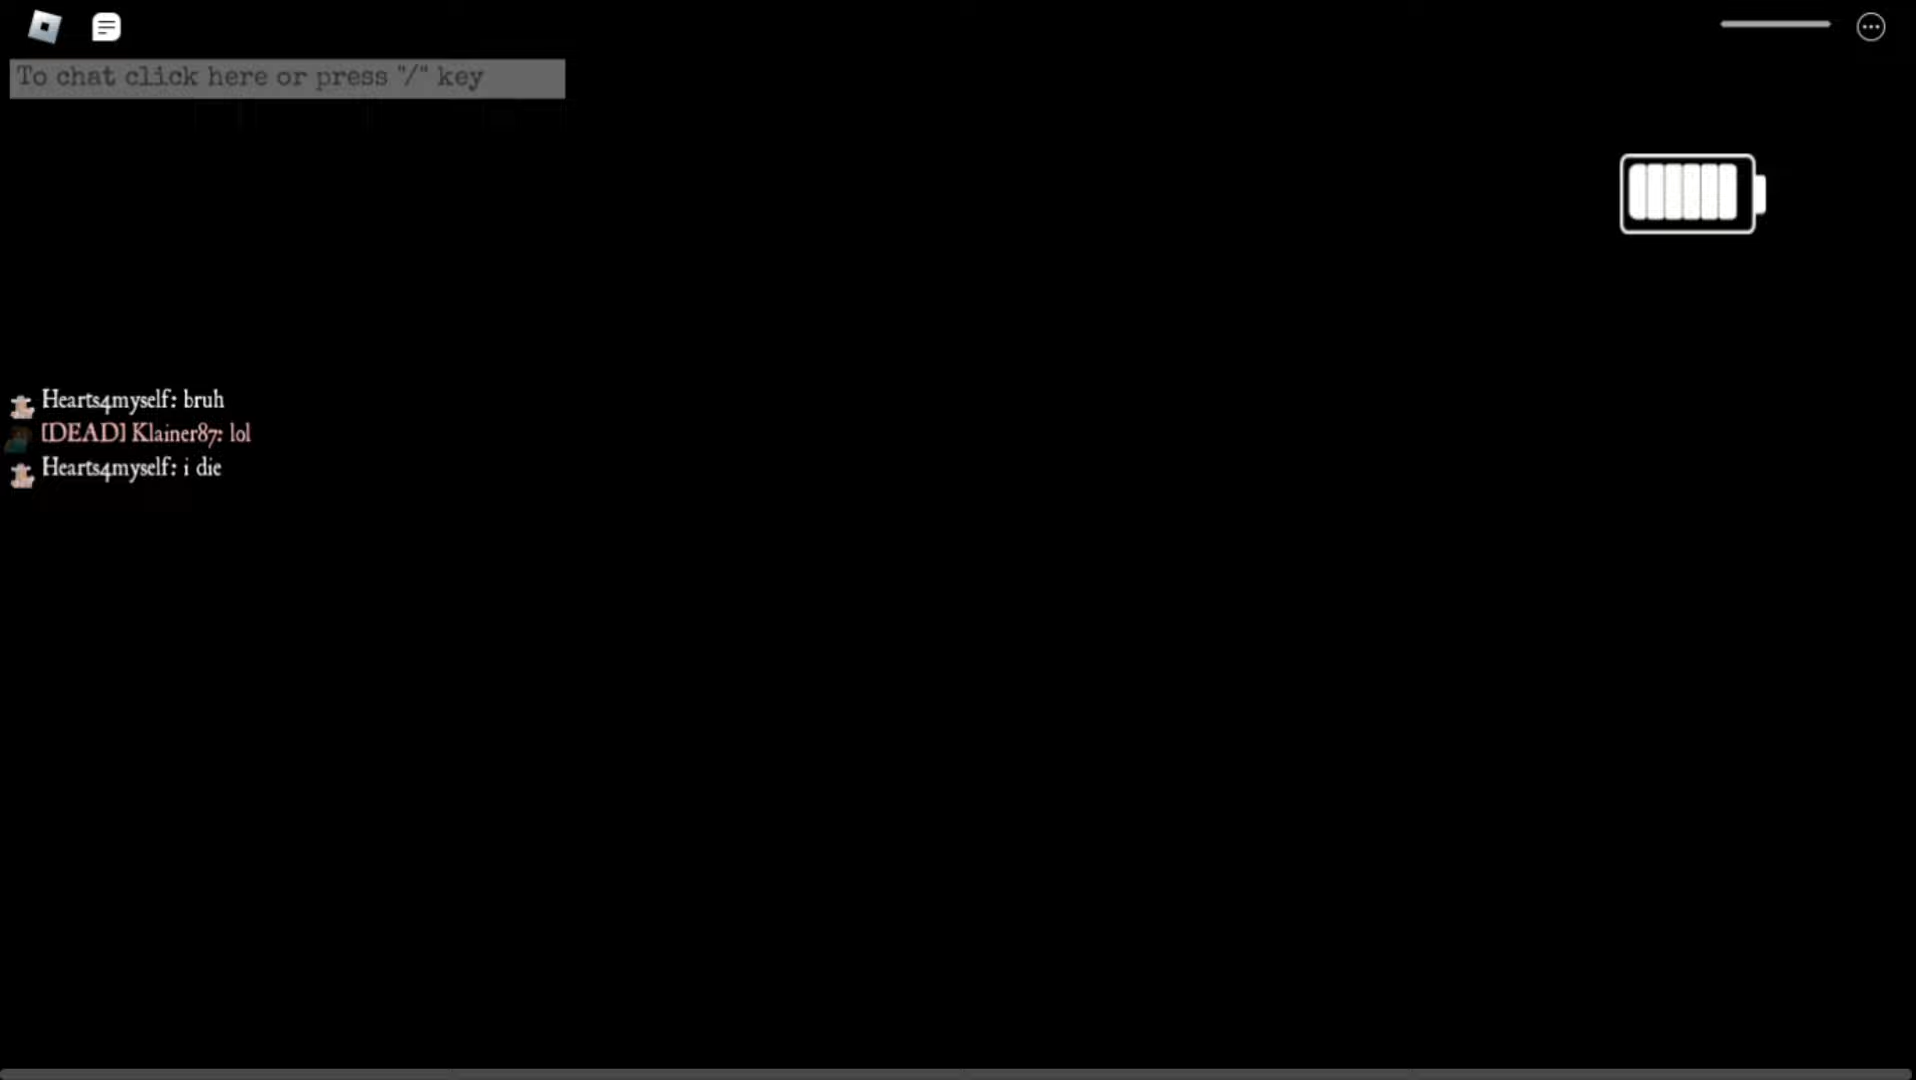 To chat click here or press "/" key
Hearts4myself: bruh
[DEAD] Klainer87: lol
Hearts4myself: i die